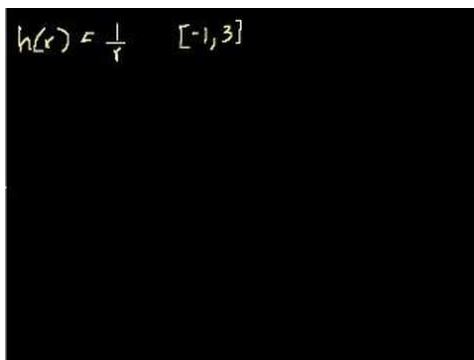 h(r) = 1/r [-1,3]